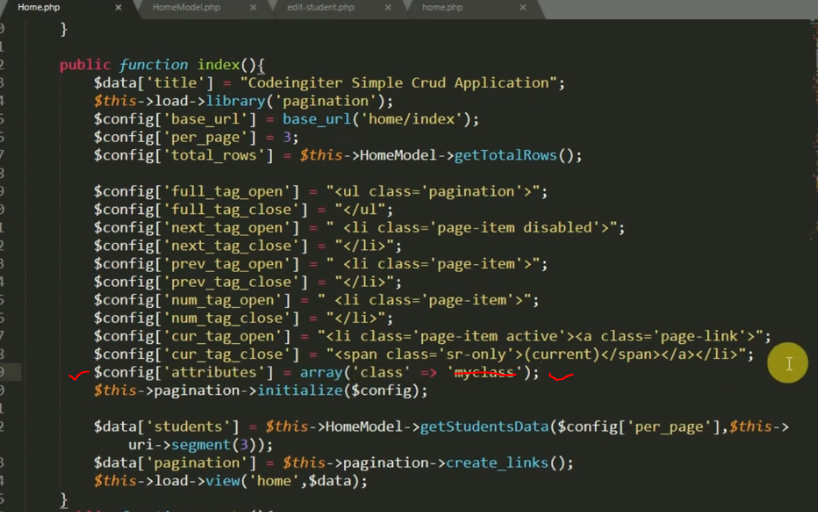 Home.php × HomeModel.php × edit-student.php × home.php ×
}
public function index(){
$data['title'] = "Codeingiter Simple Crud Application";
$this->load->library('pagination');
$config['base_url'] = base_url('home/index');
$config['per_page'] = 3;
$config['total_rows'] = $this->HomeModel->getTotalRows();
$config['full_tag_open'] = "<ul class='pagination'>";
$config['full_tag_close'] = "</ul";
$config['next_tag_open'] = " <li class='page-item disabled'>";
$config['next_tag_close'] = "</li>";
$config['prev_tag_open'] = " <li class='page-item'>";
$config['prev_tag_close'] = "</li>";
$config['num_tag_open'] = " <li class='page-item'>";
$config['num_tag_close'] = "</li>";
$config['cur_tag_open'] = "<li class='page-item active'><a class='page-link'>";
$config['cur_tag_close'] = "<span class='sr-only'>(current)</span></a></li>";
$config['attributes'] = array('class' => 'myclass');
$this->pagination->initialize($config);
$data['students'] = $this->HomeModel->getStudentsData($config['per_page'],$this->
uri->segment(3));
$data['pagination'] = $this->pagination->create_links();
$this->load->view('home',$data);
}